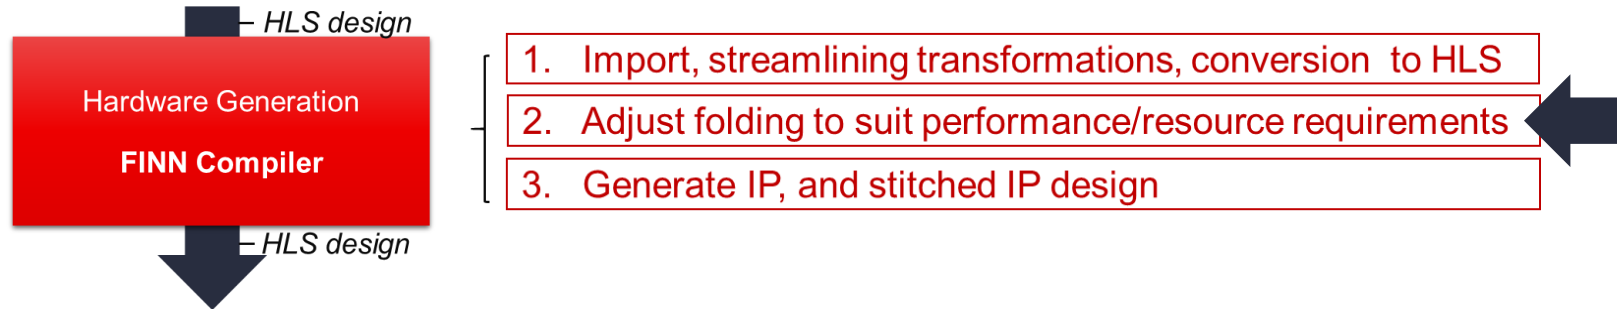 HLS design
Hardware Generation
FINN Compiler
HLS design
1. Import, streamlining transformations, conversion to HLS
2. Adjust folding to suit performance/resource requirements
3. Generate IP, and stitched IP design